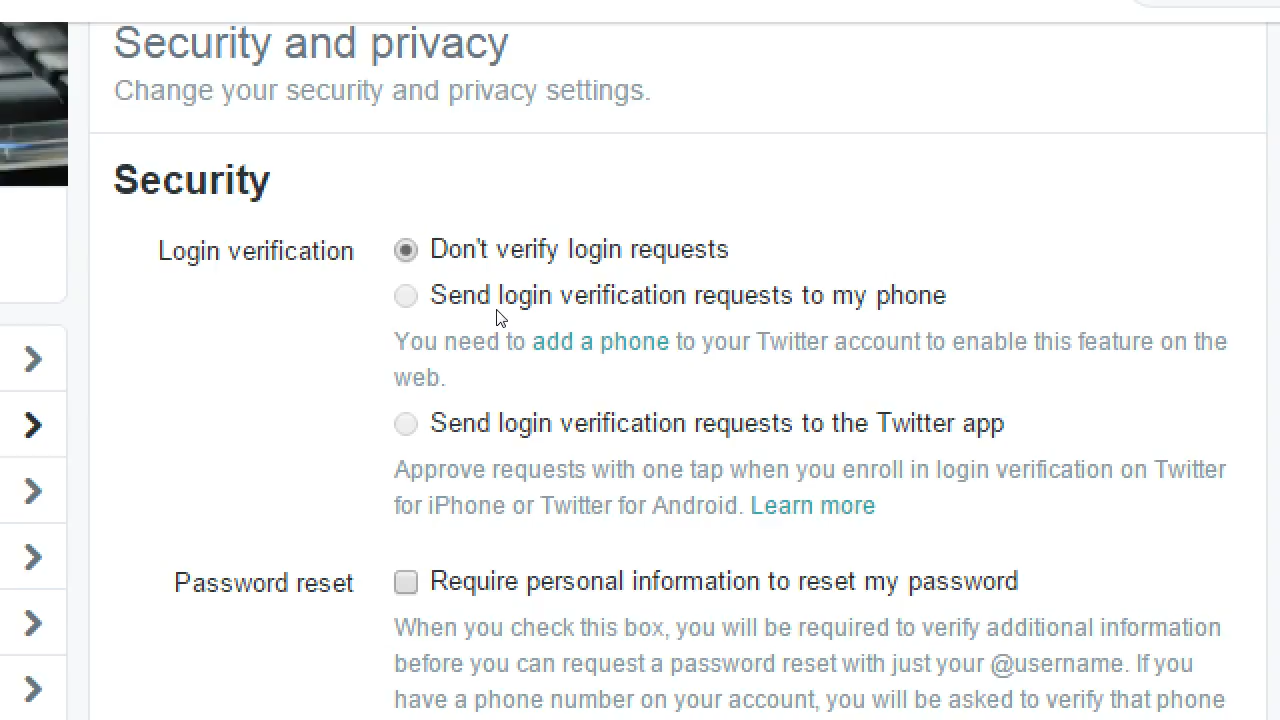 Security and privacy
Change your security and privacy settings.
Security
Login verification
Don't verify login requests
Send login verification requests to my phone
You need to add a phone to your Twitter account to enable this feature on the
web.
Send login verification requests to the Twitter app
Approve requests with one tap when you enroll in login verification on Twitter
for iPhone or Twitter for Android. Learn more
Password reset
Require personal information to reset my password
When you check this box, you will be required to verify additional information
before you can request a password reset with just your @username. If you
have a phone number on your account, you will be asked to verify that phone